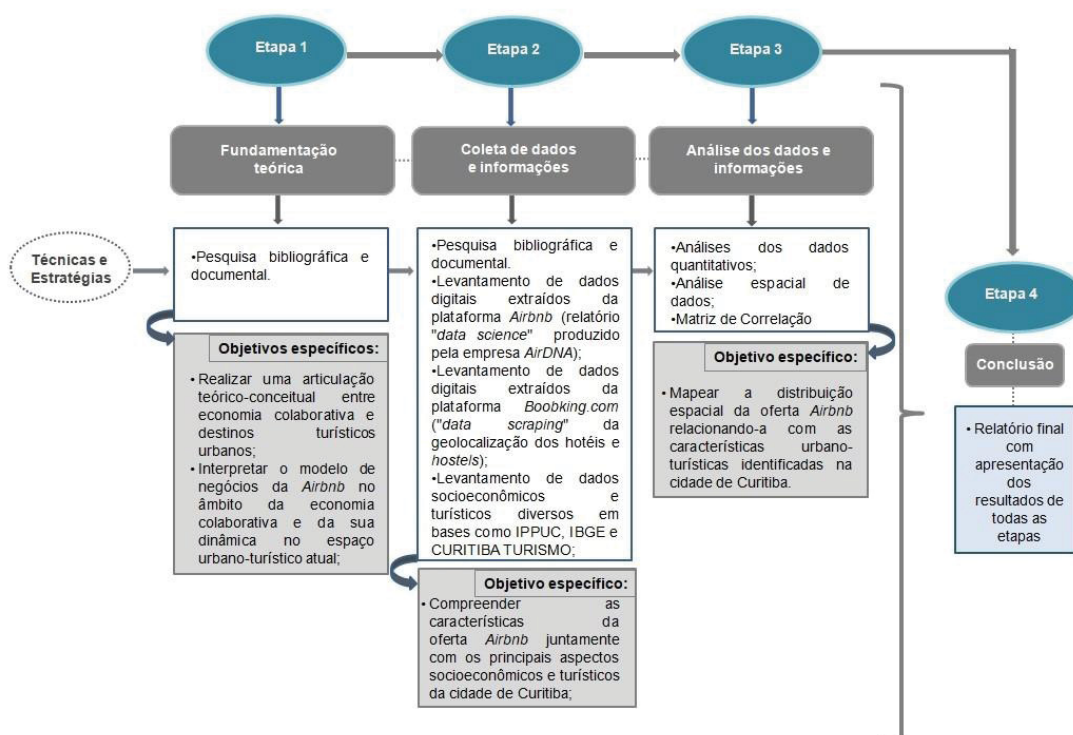 Etapa 1
Etapa 2
Etapa 3
Fundamentação
teórica
Coleta de dados
e informações
Análise dos dados e
informações
Técnicas e
Estratégias
•Pesquisa bibliográfica e
documental.
•Pesquisa bibliográfica e
documental.
•Levantamento de dados
digitais extraídos da
plataforma Airbnb (relatório
"data science" produzido
pela empresa AirDNA);
•Levantamento de dados
digitais extraídos da
plataforma Boobking.com
("data scraping" da
geolocalização dos hotéis e
hostels);
•Levantamento de dados
socioeconômicos e
turísticos diversos em
bases como IPPUC, IBGE e
CURITIBA TURISMO;
•Análises dos dados
quantitativos;
•Análise espacial de
dados;
•Matriz de Correlação
Objetivos específicos:
• Realizar uma articulação
teórico-conceitual entre
economia colaborativa e
destinos turísticos
urbanos;
• Interpretar o modelo de
negócios da Airbnb no
âmbito da economia
colaborativa e da sua
dinâmica no espaço
urbano-turístico atual;
Objetivo específico:
• Compreender as
características da
oferta Airbnb juntamente
com os principais aspectos
socioeconômicos e turísticos
da cidade de Curitiba;
Objetivo específico:
• Mapear a distribuição
espacial da oferta Airbnb
relacionando-a com as
características urbano-
turísticas identificadas na
cidade de Curitiba.
Etapa 4
Conclusão
• Relatório final
com
apresentação
dos
resultados de
todas as
etapas